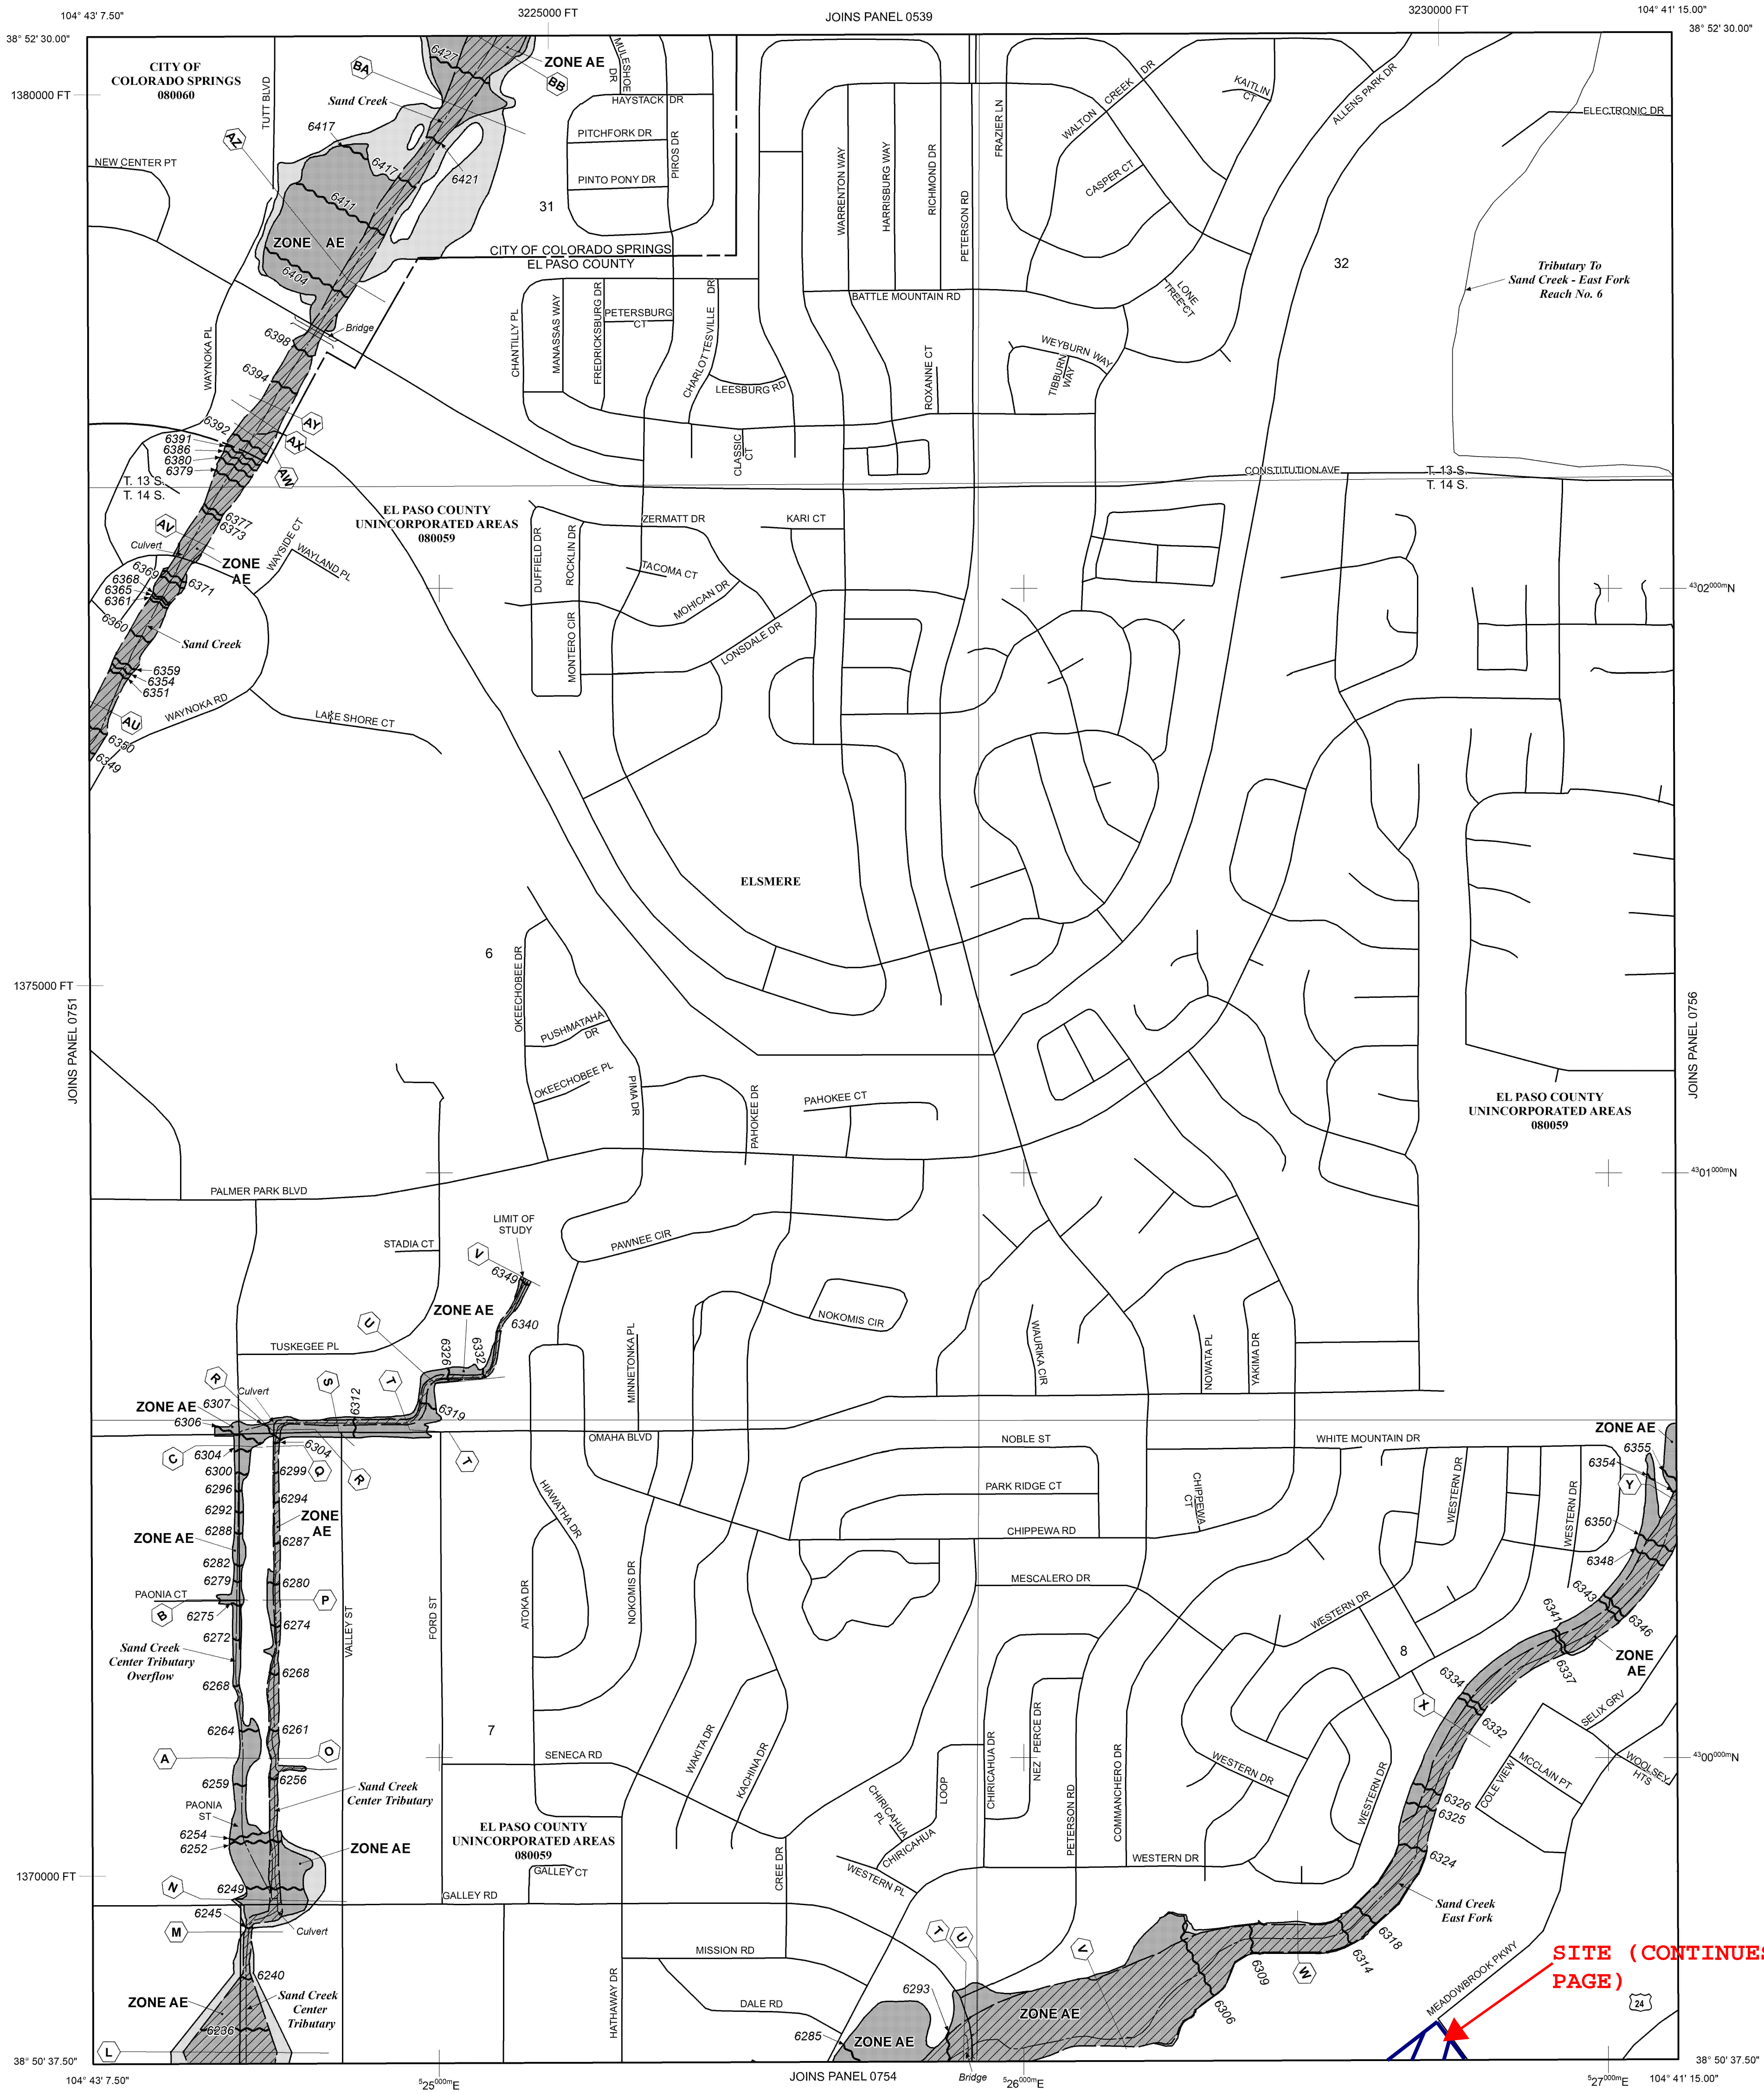 104° 43' 7.50"
3225000 FT
JOINS PANEL 0539
3230000 FT
104° 41' 15.00"
38° 52' 30.00"
38° 52' 30.00"
CITY OF
COLORADO SPRINGS
080060
1380000 FT
TUTT BLVD
6427
BA
ZONE AE
BB
Sand Creek
MULESHOE
DR
HAYSTACK DR
PITCHFORK DR
PINTO PONY DR
PIROS DR
FRAZIER LN
WALTON CREEK DR
KAITLIN
CT
ALLENS PARK DR
ELECTRONIC DR
AZ
6417
6417
6421
NEW CENTER PT
6411
31
ZONE AE
6404
CITY OF COLORADO SPRINGS
EL PASO COUNTY
WARRENTON WAY
HARRISBURG WAY
RICHMOND DR
PETERSON RD
CASPER CT
32
Tributary To
Sand Creek - East Fork
Reach No. 6
BATTLE MOUNTAIN RD
LONE
TREE CT
Bridge
6398
6394
WAYNOKA PL
CHANTILLY PL
MANASSAS WAY
FREDRICKSBURG DR
PETERSBURG
CT
CHARLOTTESVILLE DR
LEESBURG RD
ROXANNE CT
WEYBURN WAY
TIBBURN
WAY
AY
AX
AW
6392
6391
6386
6380
6379
CLASSIC
CT
T. 13 S.
T. 14 S.
CONSTITUTION AVE
T. 13 S.
T. 14 S.
6377
6373
AV
Culvert
ZONE
AE
WAYSIDE CT
WAYLAND PL
EL PASO COUNTY
UNINCORPORATED AREAS
080059
DUFFIELD DR
ROCKLIN DR
ZERMATT DR
KARI CT
TACOMA CT
MOHICAN DR
MONTERO CIR
LONSDALE DR
6369
6368
6365
6361
6371
6360
Sand Creek
4302000mN
6359
6354
6351
AU
WAYNOKA RD
LAKE SHORE CT
6350
6349
ELSMERE
6
OKEECHOBEE DR
1375000 FT
JOINS PANEL 0751
JOINS PANEL 0756
PUSHMATAHA
DR
OKEECHOBEE PL
PIMA DR
PAHOKEE DR
PAHOKEE CT
EL PASO COUNTY
UNINCORPORATED AREAS
080059
4301000mN
PALMER PARK BLVD
LIMIT OF
STUDY
STADIA CT
V
6349
PAWNEE CIR
ZONE AE
6340
U
6326
6332
TUSKEGEE PL
MINNETONKA PL
NOKOMIS CIR
WAURIKA CIR
NOWATA PL
YAKIMA DR
R
Culvert
S
6312
T
6319
ZONE AE
6307
6306
C
6304
6304
Q
R
T
OMAHA BLVD
NOBLE ST
WHITE MOUNTAIN DR
ZONE AE
6355
6354
Y
6300
6299
6296
6294
6292
6288
ZONE
AE
6287
ZONE AE
6282
6279
6280
PAONIA CT
B
6275
P
6274
6272
Sand Creek
Center Tributary
Overflow
6268
6268
VALLEY ST
FORD ST
HIAWATHA DR
ATOKA DR
NOKOMIS DR
PARK RIDGE CT
CHIPPEWA
CT
CHIPPEWA RD
MESCALERO DR
WESTERN DR
WESTERN DR
WESTERN DR
6350
6348
6343
6346
6341
6337
ZONE
AE
8
6334
X
6332
SELIX GRV
6264
6261
A
O
6259
6256
Sand Creek
Center Tributary
PAONIA
ST
6254
6252
ZONE AE
7
SENECA RD
WAKITA DR
KACHINA DR
CHIRICAHUA DR
NEZ PERCE DR
LOOP
CHIRICAHUA
PL
CHIRICAHUA
PETERSON RD
COMMANCHERO DR
WESTERN DR
WESTERN DR
MCCLAIN PT
COLE VIEW
WOOLSEY
HTS
4300000mN
6326
6325
6324
EL PASO COUNTY
UNINCORPORATED AREAS
080059
GALLEY CT
CREE DR
WESTERN PL
WESTERN DR
1370000 FT
N
6249
6245
GALLEY RD
M
Culvert
Sand Creek
East Fork
MISSION RD
T
U
V
W
6309
6314
6318
6306
MEADOWBROOK PKWY
SITE (CONTINUES
PAGE)
24
6240
ZONE AE
Sand Creek
Center
Tributary
6236
L
HATHAWAY DR
DALE RD
6293
6285
ZONE AE
ZONE AE
38° 50' 37.50"
38° 50' 37.50"
104° 43' 7.50"
525000mE
JOINS PANEL 0754
Bridge
526000mE
527000mE
104° 41' 15.00"